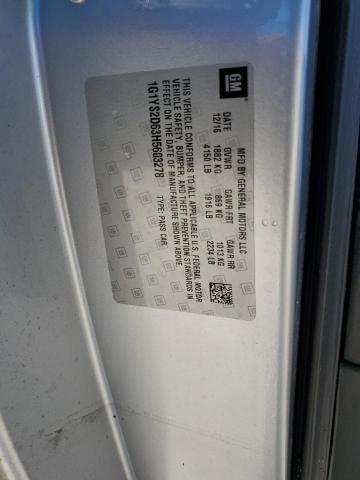 GM
MFD BY GENERAL MOTORS LLC
DATE GVWR GAWR FRT GAWR RR
12/16 1882 KG 869 KG 1013 KG
4150 LB 1916 LB 2234 LB
THIS VEHICLE CONFORMS TO ALL APPLICABLE U.S. FEDERAL MOTOR
VEHICLE SAFETY, BUMPER, AND THEFT PREVENTION STANDARDS IN
EFFECT ON THE DATE OF MANUFACTURE SHOWN ABOVE.
1G1YS2D63H5603278 TYPE: PASS CAR